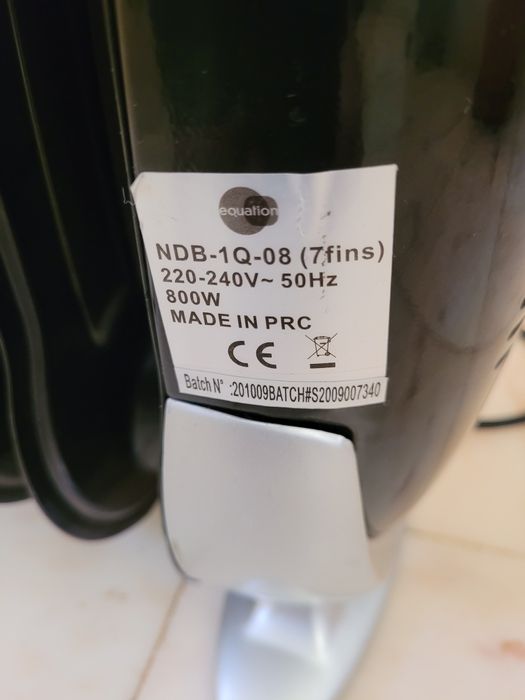 equation
NDB-1Q-08 (7fins)
220-240V~ 50Hz
800W
MADE IN PRC
CE
Batch N° :201009BATCH#S2009007340